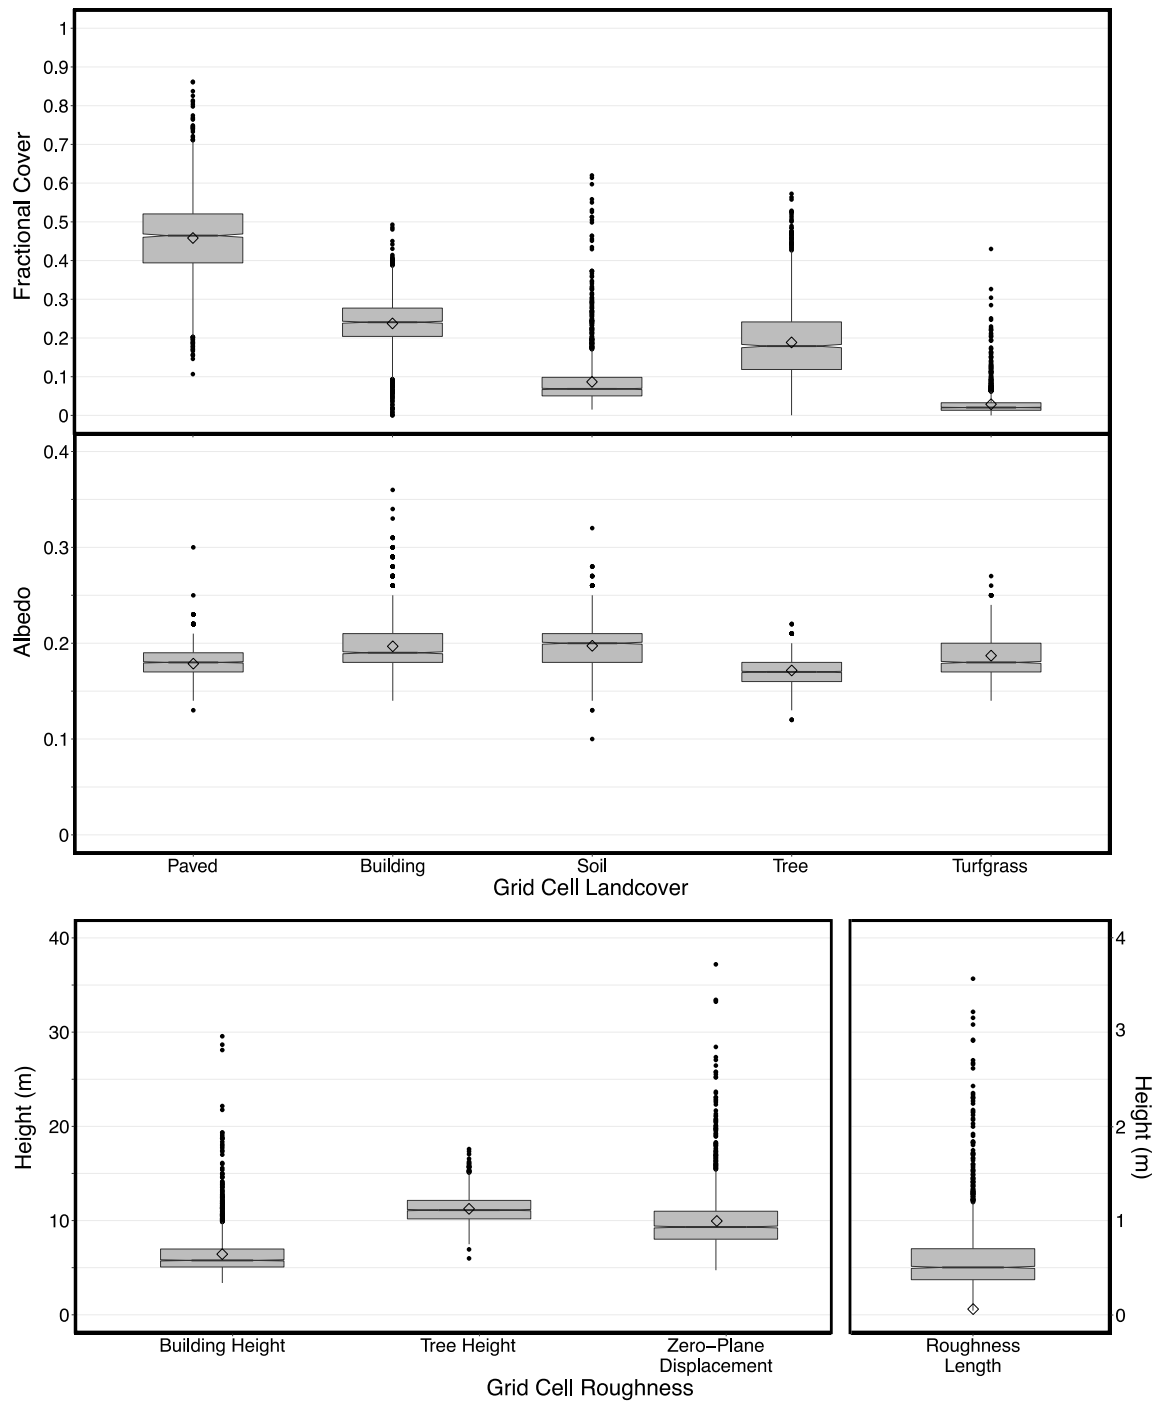 Fractional Cover
1
0.9
0.8
0.7
0.6
0.5
0.4
0.3
0.2
0.1
0
Albedo
0.4
0.3
0.2
0.1
0
Paved Building Soil Tree Turfgrass
Grid Cell Landcover
Height (m)
40
30
20
10
0
4
3
2
1
0
Height (m)
Building Height Tree Height Zero−Plane Roughness
Displacement Length
Grid Cell Roughness